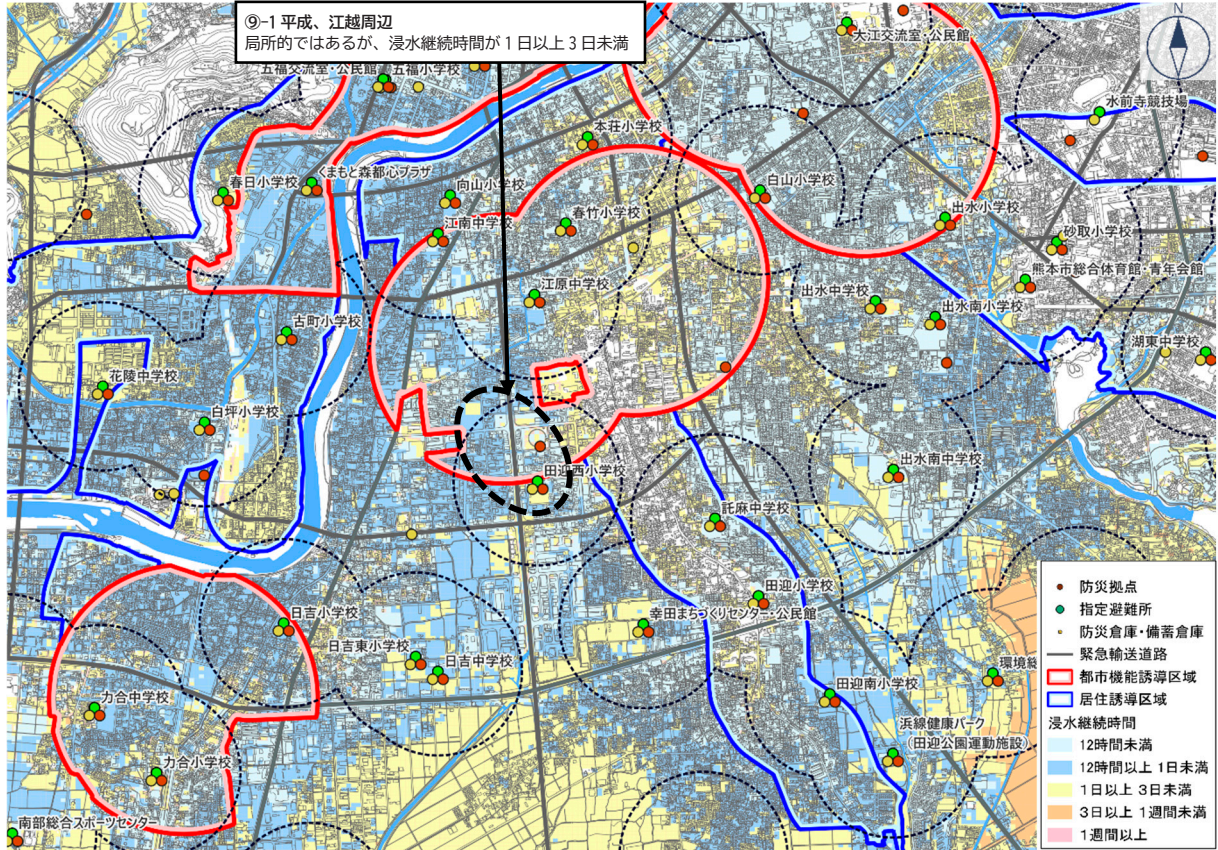 ⑨-1 平成、江越周辺
局所的ではあるが、浸水継続時間が1日以上3日未満
N
大江交流室・公民館
五福交流室・公民館
五福小学校
水前寺競技場
本荘小学校
春日小学校
くまもと森都心プラザ
向山小学校
白山小学校
江南中学校
春竹小学校
出水小学校
砂取小学校
熊本市総合体育館・青年会館
江原中学校
出水中学校
出水南小学校
古町小学校
湖東中学校
花陵中学校
白坪小学校
田迎西小学校
出水南中学校
託麻中学校
田迎小学校
幸田まちづくりセンター・公民館
日吉小学校
日吉東小学校
日吉中学校
環境総
田迎南小学校
力合中学校
浜線健康パーク
(田迎公園運動施設)
力合小学校
南部総合スポーツセンター
防災拠点
指定避難所
防災倉庫・備蓄倉庫
緊急輸送道路
都市機能誘導区域
居住誘導区域
浸水継続時間
12時間未満
12時間以上 1日未満
1日以上 3日未満
3日以上 1週間未満
1週間以上